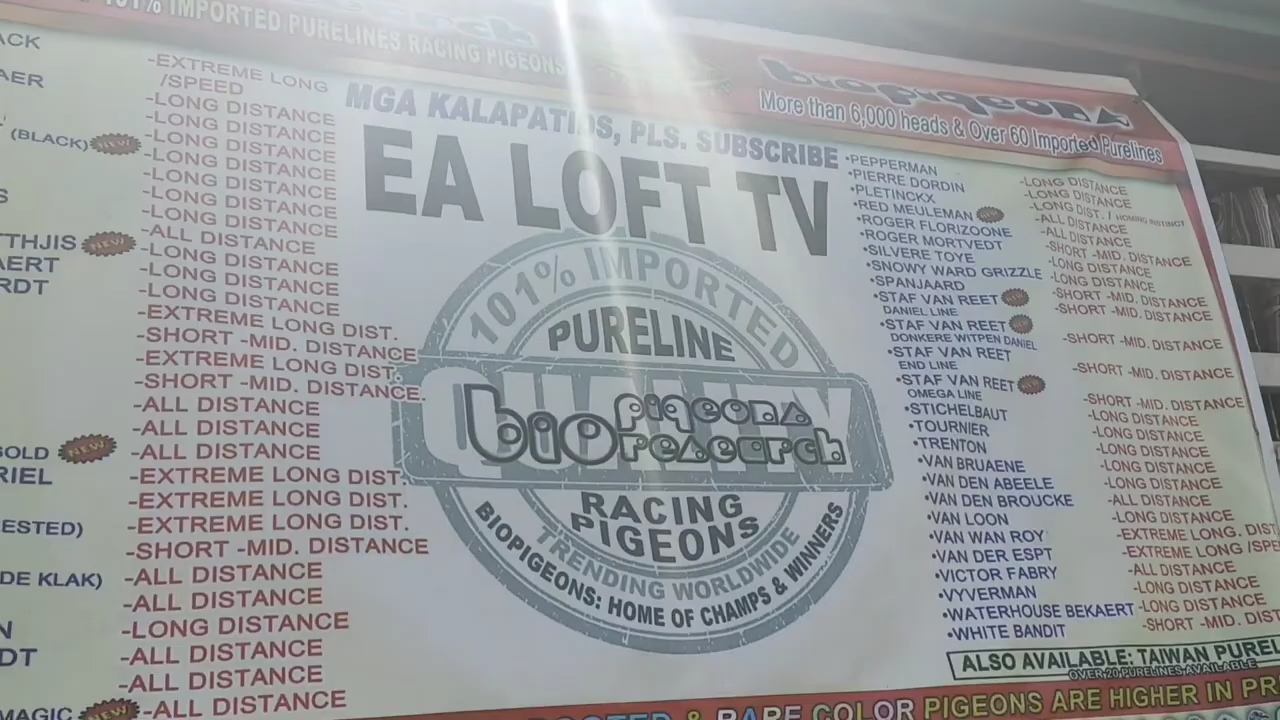 101% IMPORTED PURELINES RACING PIGEONS
biopigeons
More than 6,000 heads & Over 60 Imported Purelines
MGA KALAPATIDS, PLS. SUBSCRIBE
EA LOFT TV
ACK
-EXTREME LONG
/SPEED
AER
-LONG DISTANCE
-LONG DISTANCE
(BLACK) NEW
-LONG DISTANCE
-LONG DISTANCE
-LONG DISTANCE
-LONG DISTANCE
S
-LONG DISTANCE
TTHJIS NEW -ALL DISTANCE
AERT -LONG DISTANCE
RDT -LONG DISTANCE
-LONG DISTANCE
-EXTREME LONG DIST.
-SHORT -MID. DISTANCE
-EXTREME LONG DIST.
-SHORT -MID. DISTANCE.
-ALL DISTANCE
-ALL DISTANCE
GOLD NEW -ALL DISTANCE
RIEL -EXTREME LONG DIST.
-EXTREME LONG DIST.
ESTED) -EXTREME LONG DIST.
-SHORT -MID. DISTANCE
DE KLAK) -ALL DISTANCE
-ALL DISTANCE
N -LONG DISTANCE
DT -ALL DISTANCE
-ALL DISTANCE
MAGIC NEW -ALL DISTANCE
101% IMPORTED
PURELINE
QUALITY
bio pigeons
research
RACING
PIGEONS
TRENDING WORLDWIDE
BIOPIGEONS: HOME OF CHAMPS & WINNERS
•PEPPERMAN -LONG DISTANCE
•PIERRE DORDIN -LONG DISTANCE
•PLETINCKX -LONG DIST. / HOMING INSTINCT
•RED MEULEMAN NEW -ALL DISTANCE
•ROGER FLORIZOONE -ALL DISTANCE
•ROGER MORTVEDT -SHORT -MID. DISTANCE
•SILVERE TOYE -LONG DISTANCE
•SNOWY WARD GRIZZLE -LONG DISTANCE
•SPANJAARD -SHORT -MID. DISTANCE
•STAF VAN REET NEW -SHORT -MID. DISTANCE
DANIEL LINE
•STAF VAN REET NEW -SHORT -MID. DISTANCE
DONKERE WITPEN DANIEL
•STAF VAN REET -SHORT -MID. DISTANCE
END LINE
•STAF VAN REET NEW -SHORT -MID. DISTANCE
OMEGA LINE
•STICHELBAUT -LONG DISTANCE
•TOURNIER -LONG DISTANCE
•TRENTON -LONG DISTANCE
•VAN BRUAENE -LONG DISTANCE
•VAN DEN ABEELE -LONG DISTANCE
•VAN DEN BROUCKE -ALL DISTANCE
•VAN LOON -LONG DISTANCE
•VAN WAN ROY -EXTREME LONG. DIST
•VAN DER ESPT -EXTREME LONG /SPE
•VICTOR FABRY -ALL DISTANCE
•VYVERMAN -LONG DISTANCE
•WATERHOUSE BEKAERT -LONG DISTANCE
•WHITE BANDIT -SHORT -MID. DIST
ALSO AVAILABLE: TAIWAN PUREL
OVER 20 PURELINES AVAILABLE
& RARE COLOR PIGEONS ARE HIGHER IN PR